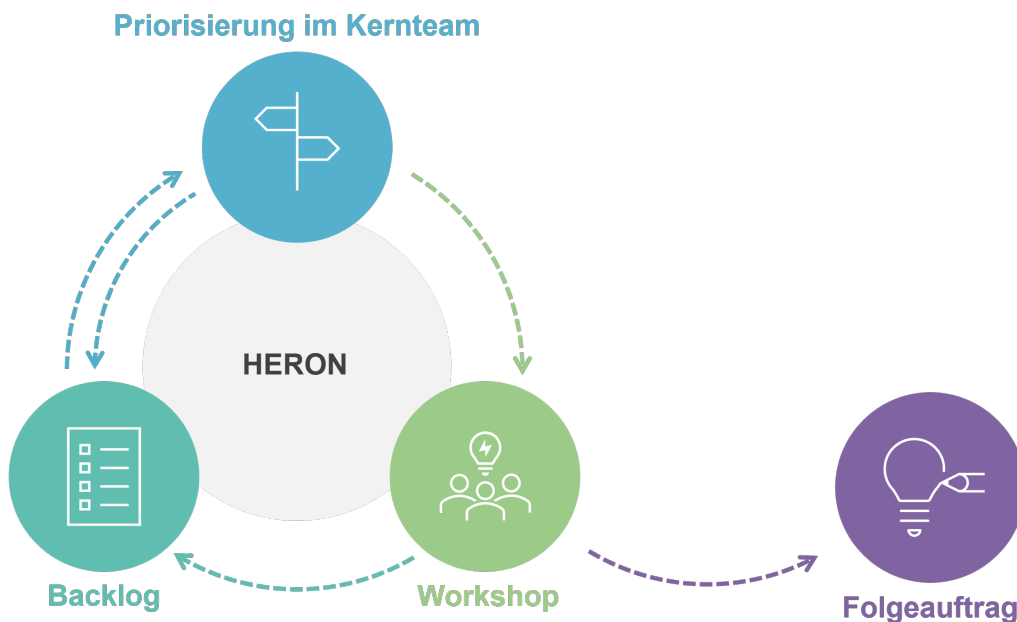 Priorisierung im Kernteam
HERON
Backlog
Workshop
Folgeauftrag